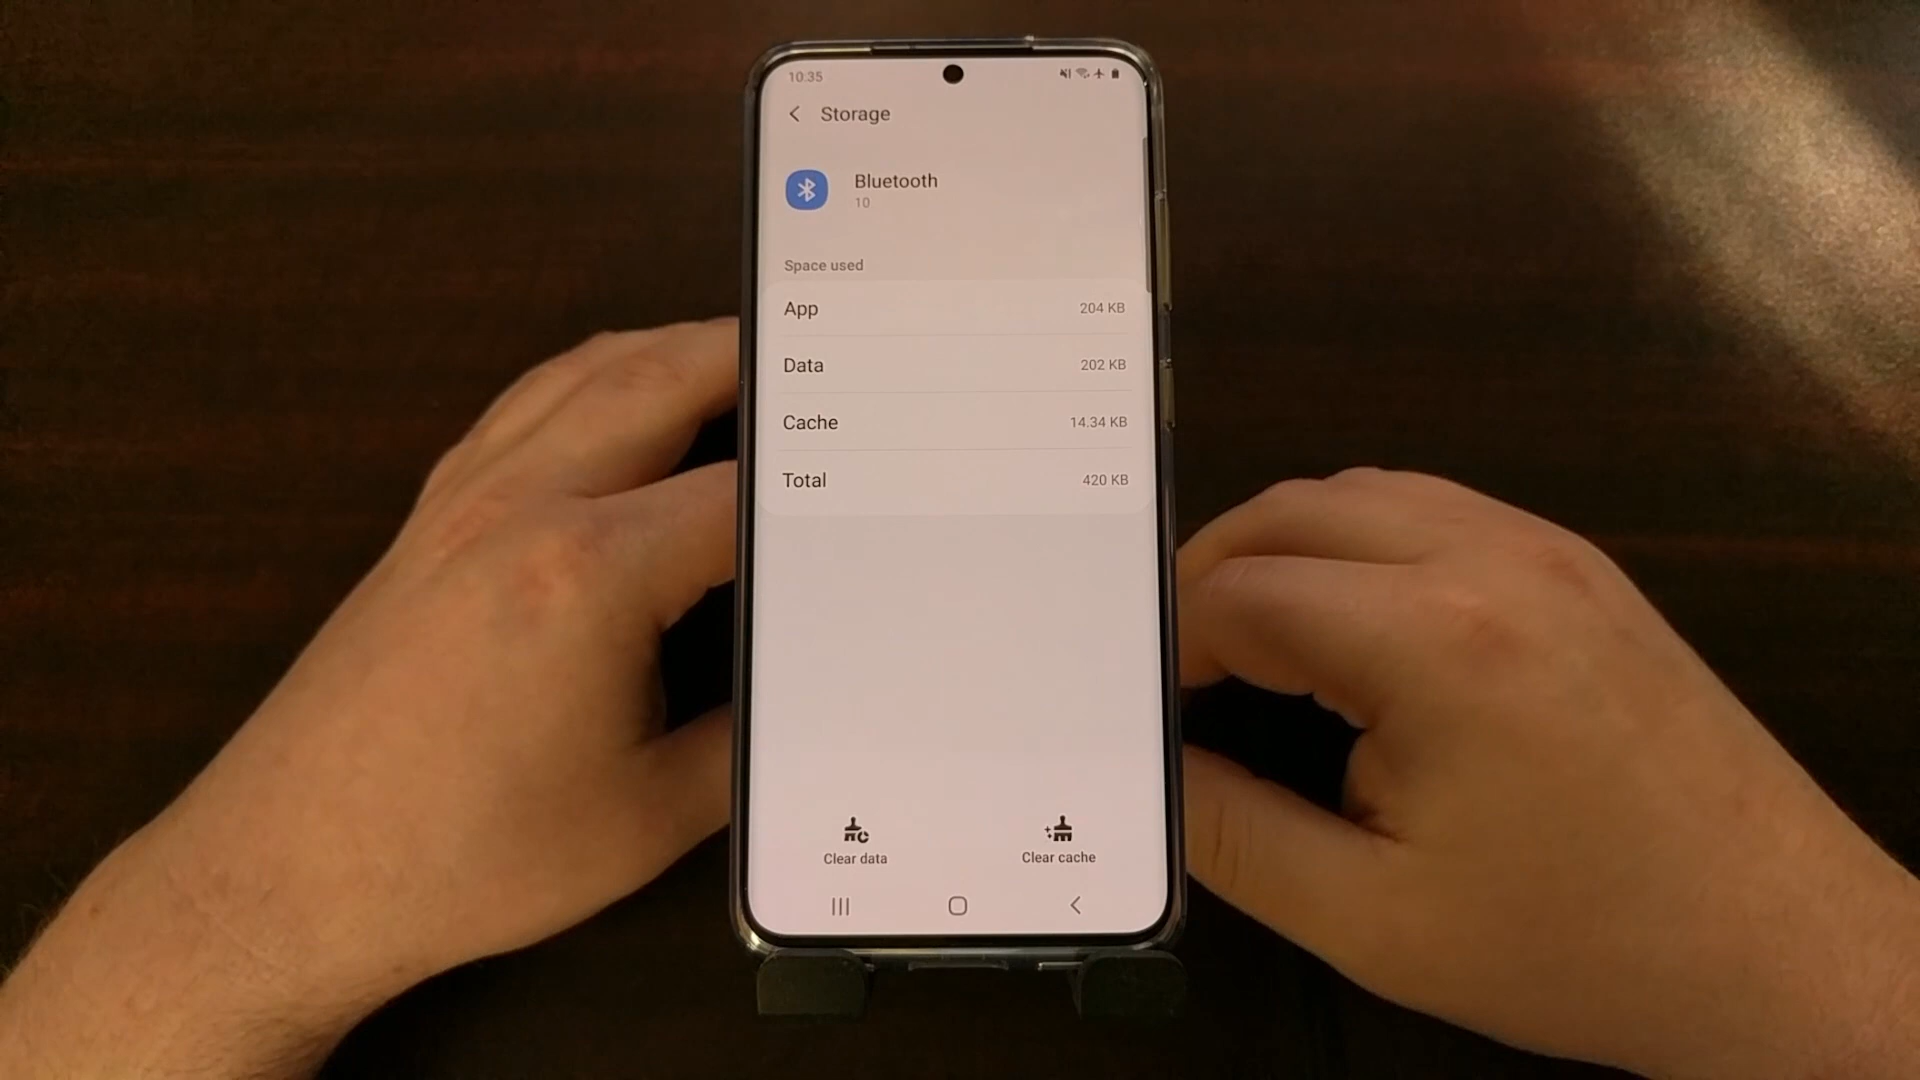 10:35
Storage
Bluetooth
10
Space used
App 204 KB
Data 202 KB
Cache 14.34 KB
Total 420 KB
Clear data Clear cache